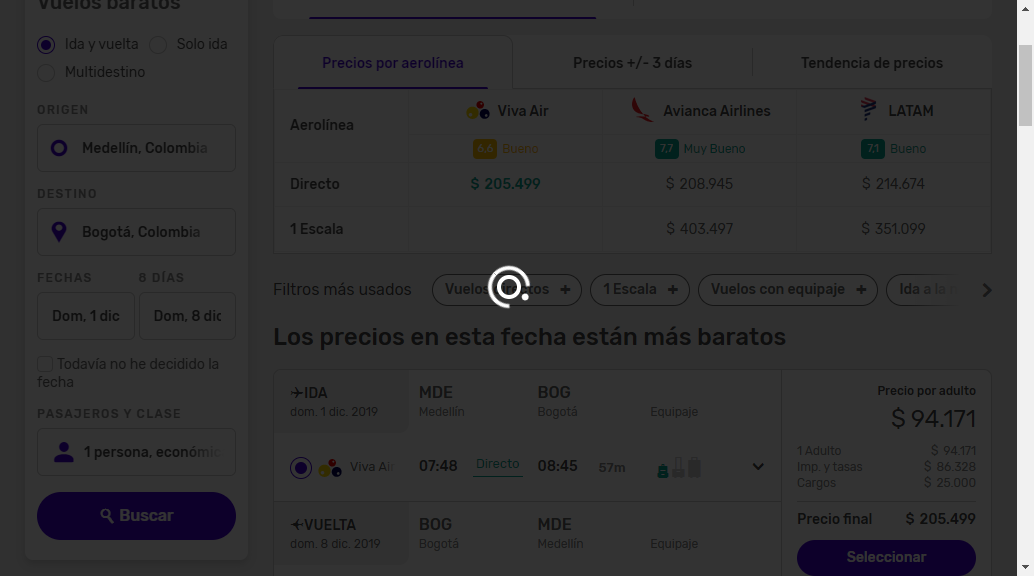 Vuelos baratos
Ida y vuelta
Solo ida
Multidestino
ORIGEN
Medellín, Colombia
DESTINO
Bogotá, Colombia
FECHAS
8 DÍAS
Dom, 1 dic
Dom, 8 dic
Todavía no he decidido la
fecha
PASAJEROS Y CLASE
1 persona, económic
Buscar
Precios por aerolínea
Precios +/- 3 días
Tendencia de precios
Aerolínea
Viva Air
Avianca Airlines
LATAM
6,6 Bueno
7,7 Muy Bueno
7,1 Bueno
Directo
$ 205.499
$ 208.945
$ 214.674
1 Escala
$ 403.497
$ 351.099
Filtros más usados
Vuelos directos +
1 Escala +
Vuelos con equipaje +
Ida a la
Los precios en esta fecha están más baratos
IDA
dom. 1 dic. 2019
MDE
Medellín
BOG
Bogotá
Equipaje
Viva Air
07:48
Directo
08:45
57m
VUELTA
dom. 8 dic. 2019
BOG
Bogotá
MDE
Medellín
Equipaje
Precio por adulto
$ 94.171
1 Adulto
$ 94.171
Imp. y tasas
$ 86.328
Cargos
$ 25.000
Precio final
$ 205.499
Seleccionar